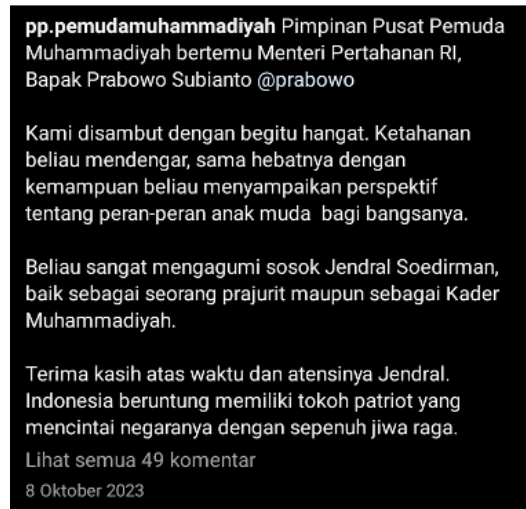 pp.pemudamuhammadiyah Pimpinan Pusat Pemuda
Muhammadiyah bertemu Menteri Pertahanan RI,
Bapak Prabowo Subianto @prabowo
Kami disambut dengan begitu hangat. Ketahanan
beliau mendengar, sama hebatnya dengan
kemampuan beliau menyampaikan perspektif
tentang peran-peran anak muda  bagi bangsanya.
Beliau sangat mengagumi sosok Jendral Soedirman,
baik sebagai seorang prajurit maupun sebagai Kader
Muhammadiyah.
Terima kasih atas waktu dan atensinya Jendral.
Indonesia beruntung memiliki tokoh patriot yang
mencintai negaranya dengan sepenuh jiwa raga.
Lihat semua 49 komentar
8 Oktober 2023